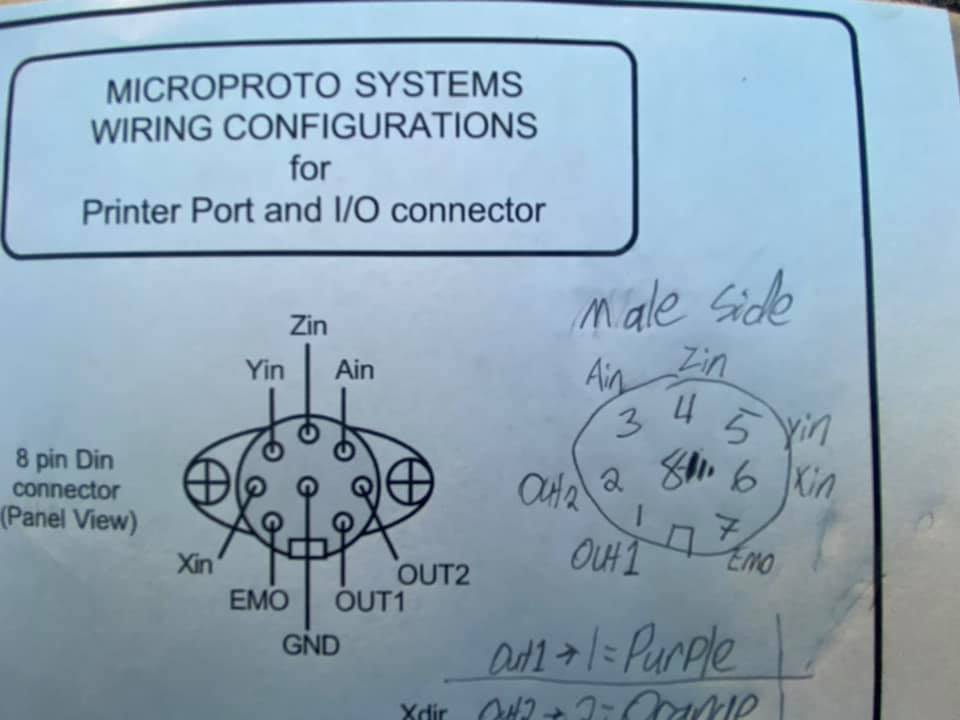 MICROPROTO SYSTEMS
WIRING CONFIGURATIONS
for
Printer Port and I/O connector
Male side
Zin
Yin
Ain
8 pin Din
connector
(Panel View)
Xin
EMO
OUT1
OUT2
GND
Ain
Zin
3
4
5
Yin
Out2
2
8
6
Xin
1
7
OUt1
Emo
out1 → 1 = Purple
Xdir
out2 → 2 = Orange